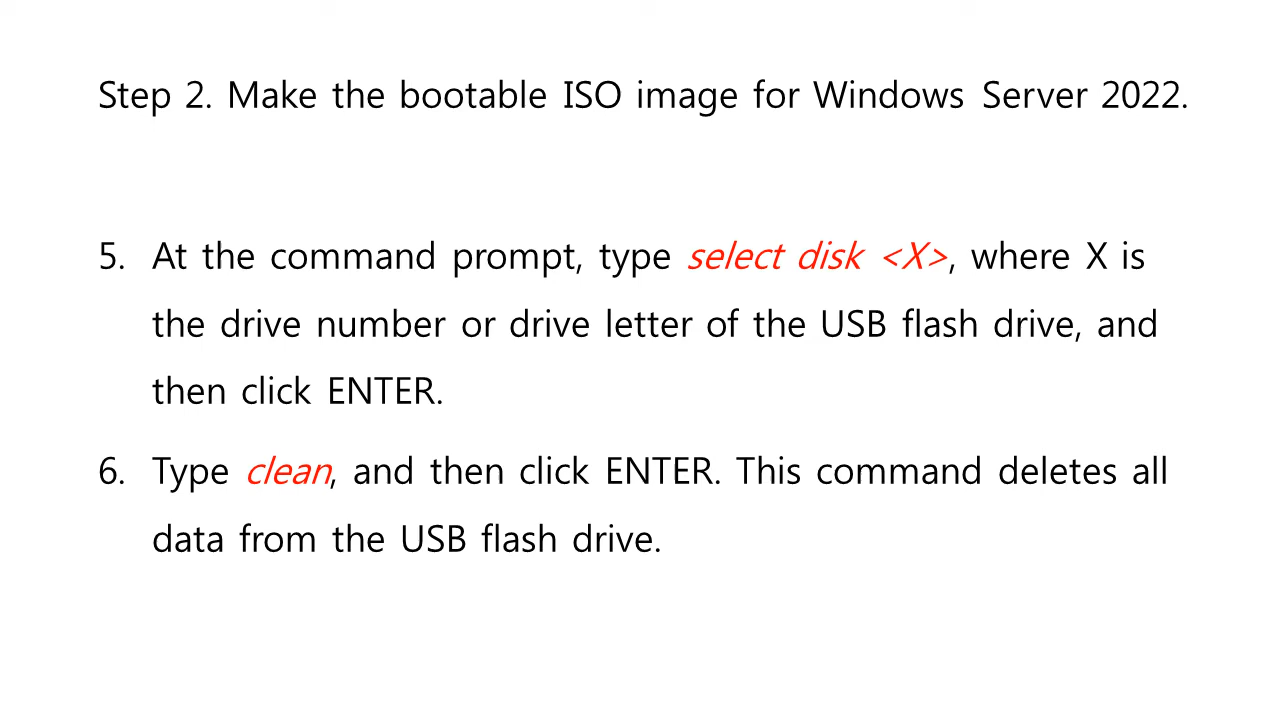 Step 2. Make the bootable ISO image for Windows Server 2022.
5. At the command prompt, type select disk <X>, where X is
the drive number or drive letter of the USB flash drive, and
then click ENTER.
6. Type clean, and then click ENTER. This command deletes all
data from the USB flash drive.